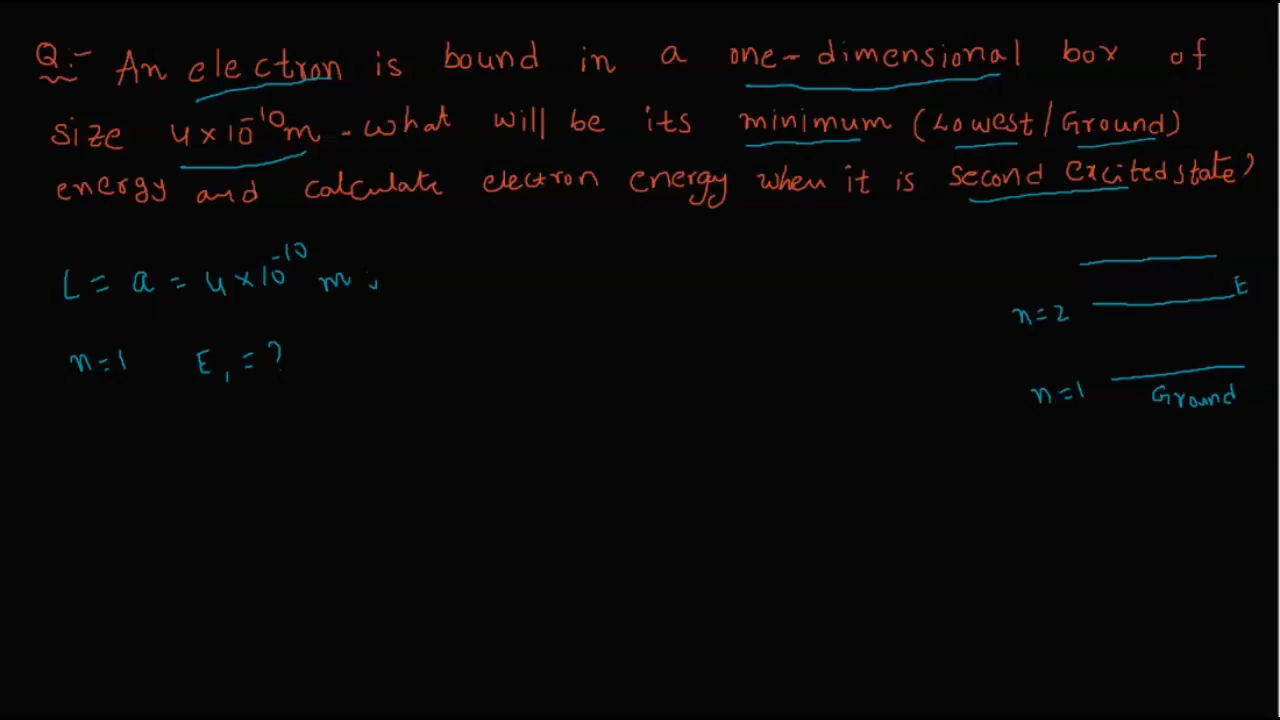 Q:- An electron is bound in a one-dimensional box of
size 4×10⁻¹⁰m. what will be its minimum (Lowest/Ground)
energy and calculate electron energy when it is second excited state?
L = a = 4×10⁻¹⁰ m,
E
n=2
n=1 E₁ = ?
n=1 Ground